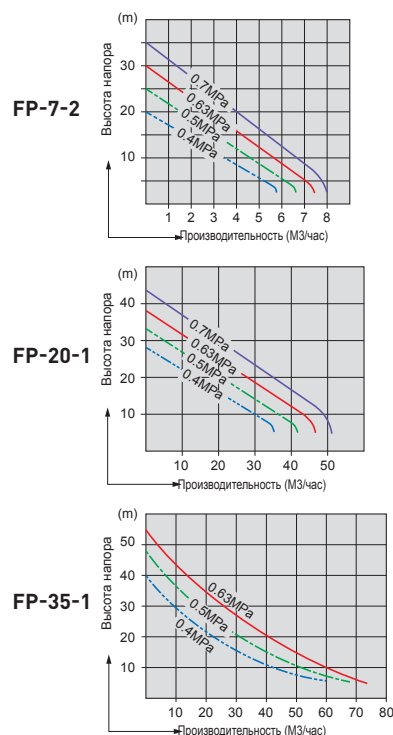 (m)
Высота напора
30
20
10
FP-7-2
0.7MPa
0.63MPa
0.5MPa
0.4MPa
1 2 3 4 5 6 7 8
Производительность (М3/час)
(m)
Высота напора
40
30
20
10
FP-20-1
0.7MPa
0.63MPa
0.5MPa
0.4MPa
10 20 30 40 50
Производительность (М3/час)
(m)
Высота напора
50
40
30
20
10
FP-35-1
0.63MPa
0.5MPa
0.4MPa
10 20 30 40 50 60 70 80
Производительность (М3/час)